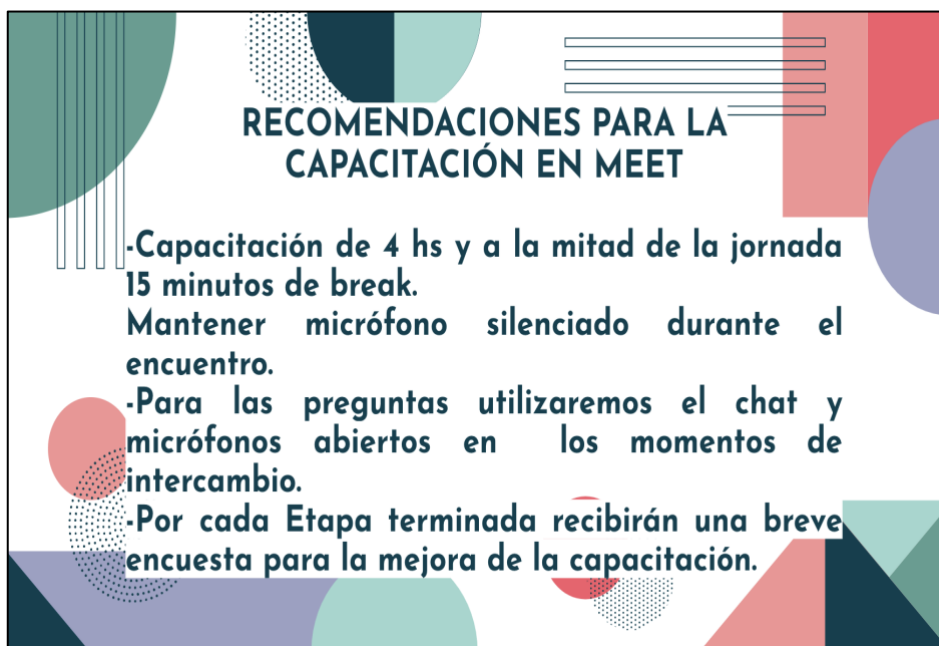 RECOMENDACIONES PARA LA
CAPACITACIÓN EN MEET
-Capacitación de 4 hs y a la mitad de la jornada
15 minutos de break.
Mantener micrófono silenciado durante el
encuentro.
-Para las preguntas utilizaremos el chat y
micrófonos abiertos en los momentos de
intercambio.
-Por cada Etapa terminada recibirán una breve
encuesta para la mejora de la capacitación.